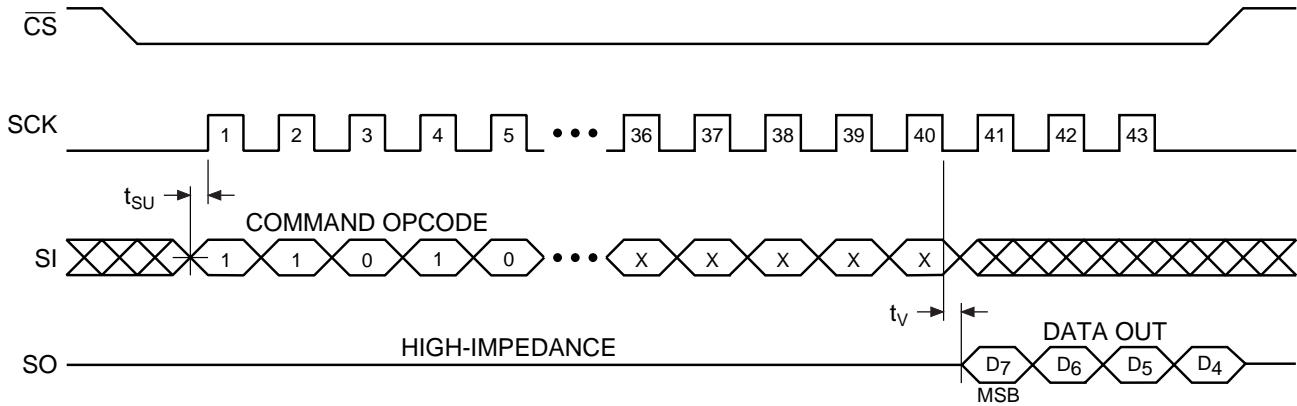 CS
SCK 1 2 3 4 5 ••• 36 37 38 39 40 41 42 43
tSU
COMMAND OPCODE
SI 1 1 0 1 0 ••• X X X X X
tV
HIGH-IMPEDANCE DATA OUT
SO D7 D6 D5 D4
MSB